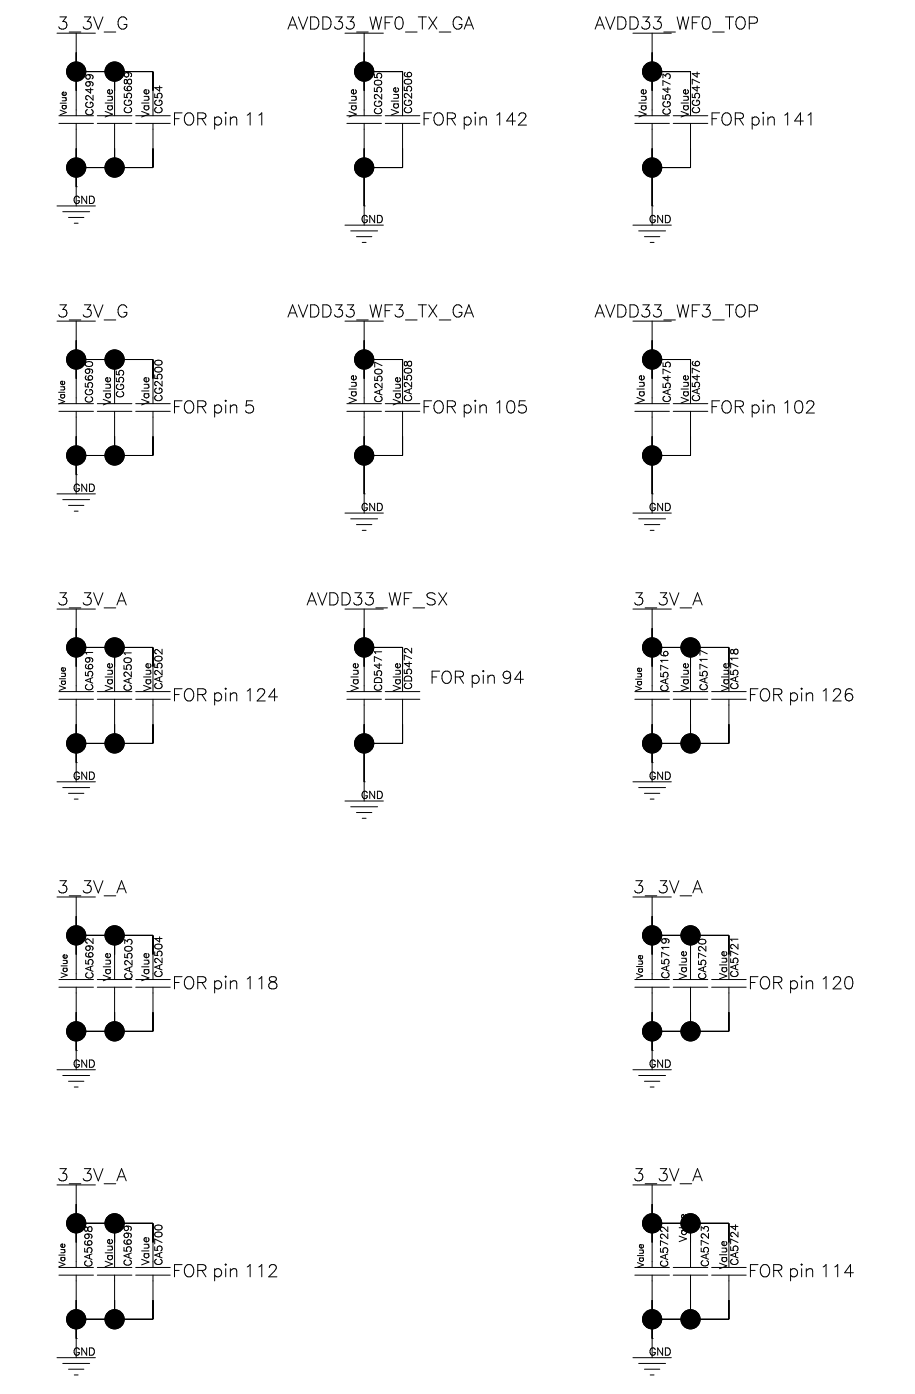 3_3V_G
AVDD33_WF0_TX_GA
AVDD33_WF0_TOP
Value
CG2499
Value
CG5689
Value
CG54
FOR pin 11
GND
Value
CG2505
Value
CG2506
FOR pin 142
GND
Value
CG5473
Value
CG5474
FOR pin 141
GND
3_3V_G
AVDD33_WF3_TX_GA
AVDD33_WF3_TOP
Value
CG5690
Value
CG55
Value
CG2500
FOR pin 5
GND
Value
CA2507
Value
CA2508
FOR pin 105
GND
Value
CA5475
Value
CA5476
FOR pin 102
GND
3_3V_A
AVDD33_WF_SX
3_3V_A
Value
CA5691
Value
CA2501
Value
CA2502
FOR pin 124
GND
Value
CD5471
Value
CD5472
FOR pin 94
GND
Value
CA5716
Value
CA5717
Value
CA5718
FOR pin 126
GND
3_3V_A
3_3V_A
Value
CA5692
Value
CA2503
Value
CA2504
FOR pin 118
GND
Value
CA5719
Value
CA5720
Value
CA5721
FOR pin 120
GND
3_3V_A
3_3V_A
Value
CA5698
Value
CA5699
Value
CA5700
FOR pin 112
GND
Value
CA5722
Value
CA5723
Value
CA5724
FOR pin 114
GND